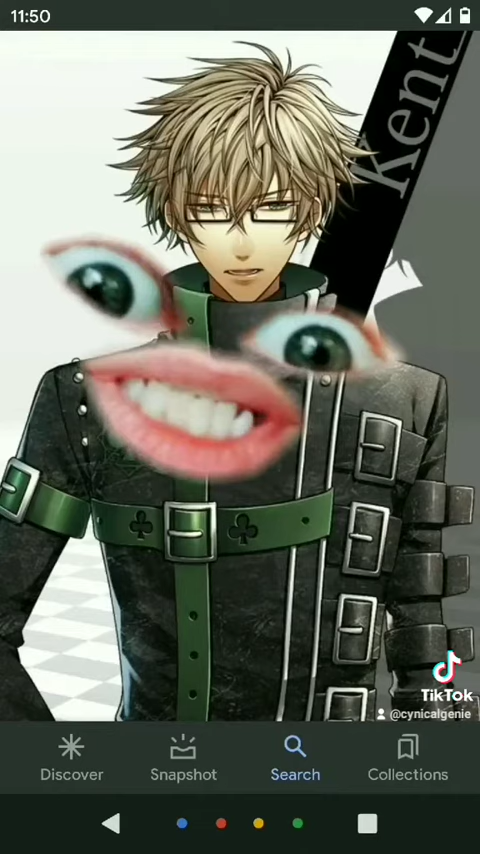 11:50
Kent
TikTok
@cynicalgenie
Discover Snapshot Search Collections